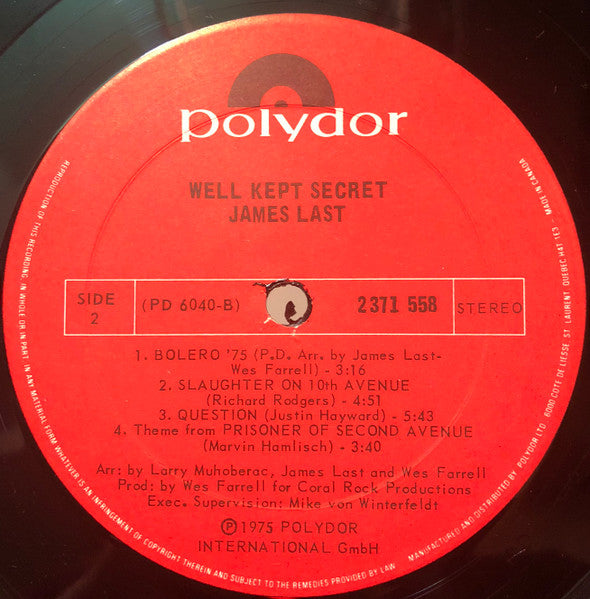 polydor
WELL KEPT SECRET
JAMES LAST
SIDE
2
(PD 6040-B)
2371 558
STEREO
1. BOLERO '75 (P.D. Arr. by James Last-
Wes Farrell) - 3:16
2. SLAUGHTER ON 10th AVENUE
(Richard Rodgers) - 4:51
3. QUESTION (Justin Hayward) - 5:43
4. Theme from PRISONER OF SECOND AVENUE
(Marvin Hamlisch) - 3:40
Arr: by Larry Muhoberac, James Last and Wes Farrell
Prod: by Wes Farrell for Coral Rock Productions
Exec. Supervision: Mike von Winterfeldt
Ⓟ1975 POLYDOR
INTERNATIONAL GmbH
REPRODUCTION OF THIS RECORDING IN WHOLE OR IN PART, IN ANY MATERIAL FORM WHATEVER IS AN INFRINGEMENT OF COPYRIGHT THEREIN AND SUBJECT TO THE REMEDIES PROVIDED BY LAW
MANUFACTURED AND DISTRIBUTED BY POLYDOR LTD. 6000 COTE DE LIESSE ST. LAURENT QUEBEC H4T 1E3 MADE IN CANADA